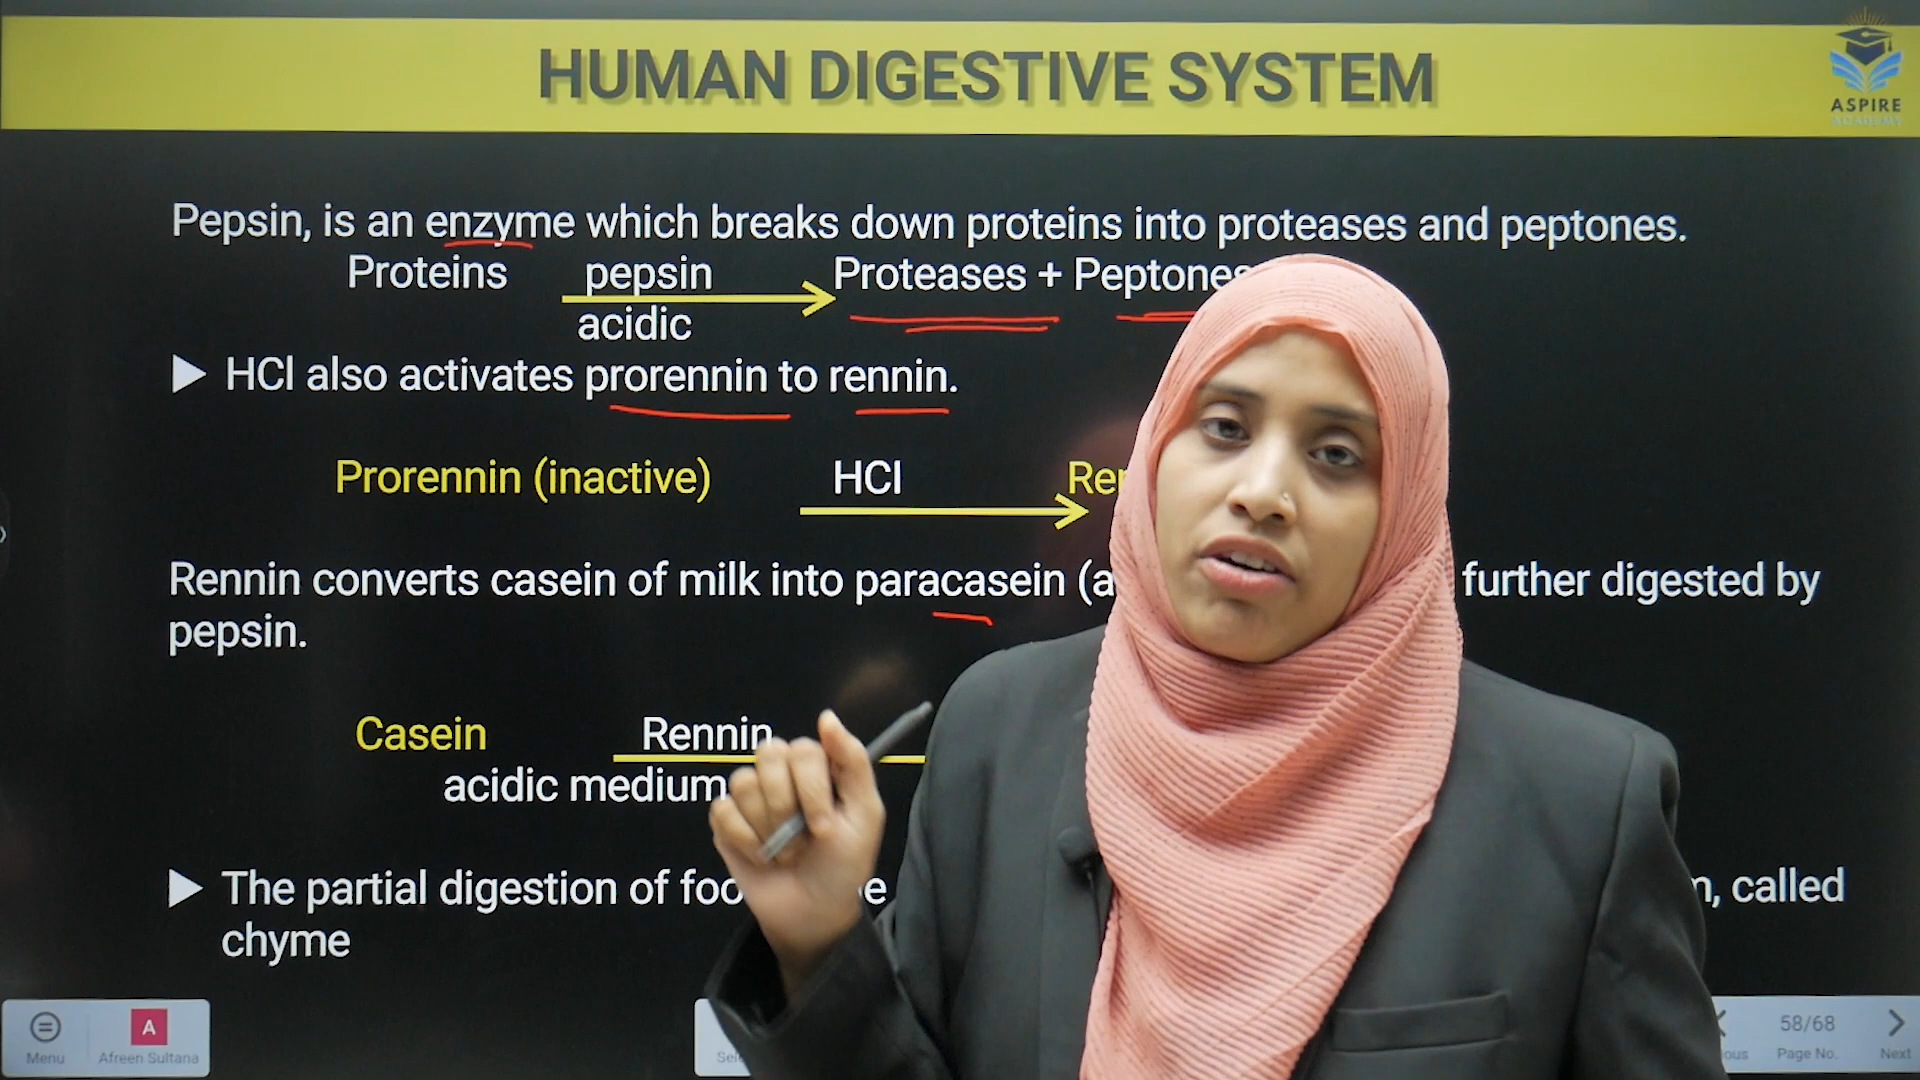 HUMAN DIGESTIVE SYSTEM
ASPIRE
ACADEMY
Pepsin, is an enzyme which breaks down proteins into proteases and peptones.
Proteins pepsin Proteases + Peptones
acidic
HCl also activates prorennin to rennin.
Prorennin (inactive) HCl
Rennin converts casein of milk into paracasein (a further digested by
pepsin.
Casein Rennin
acidic medium
The partial digestion of called
chyme
Menu
A
Afreen Sultana
58/68
Page No.
Next